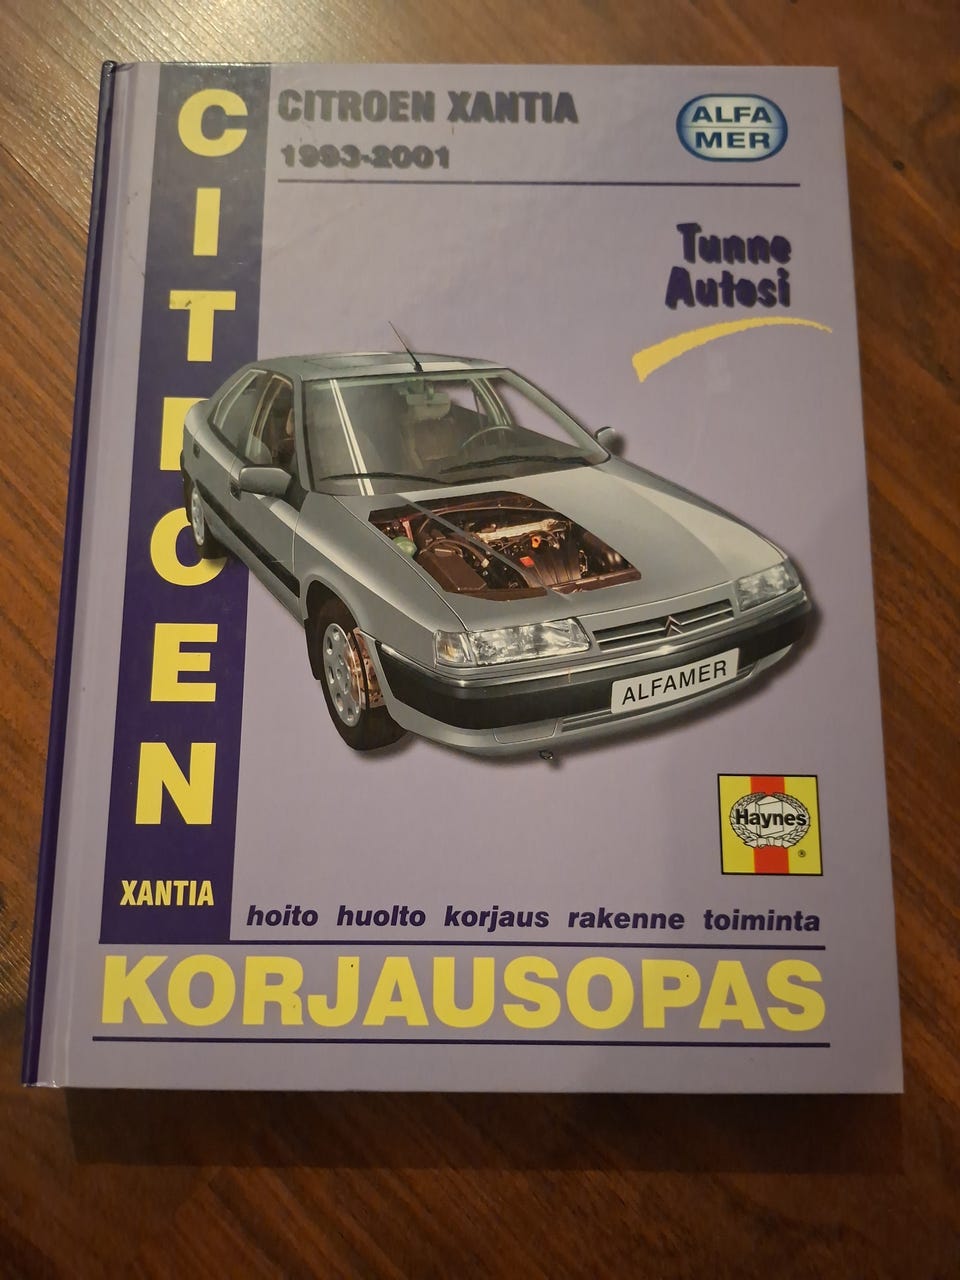 CITROEN
XANTIA
CITROEN XANTIA
1993-2001
ALFA
MER
Tunne
Autosi
ALFAMER
Haynes
®
hoito huolto korjaus rakenne toiminta
KORJAUSOPAS